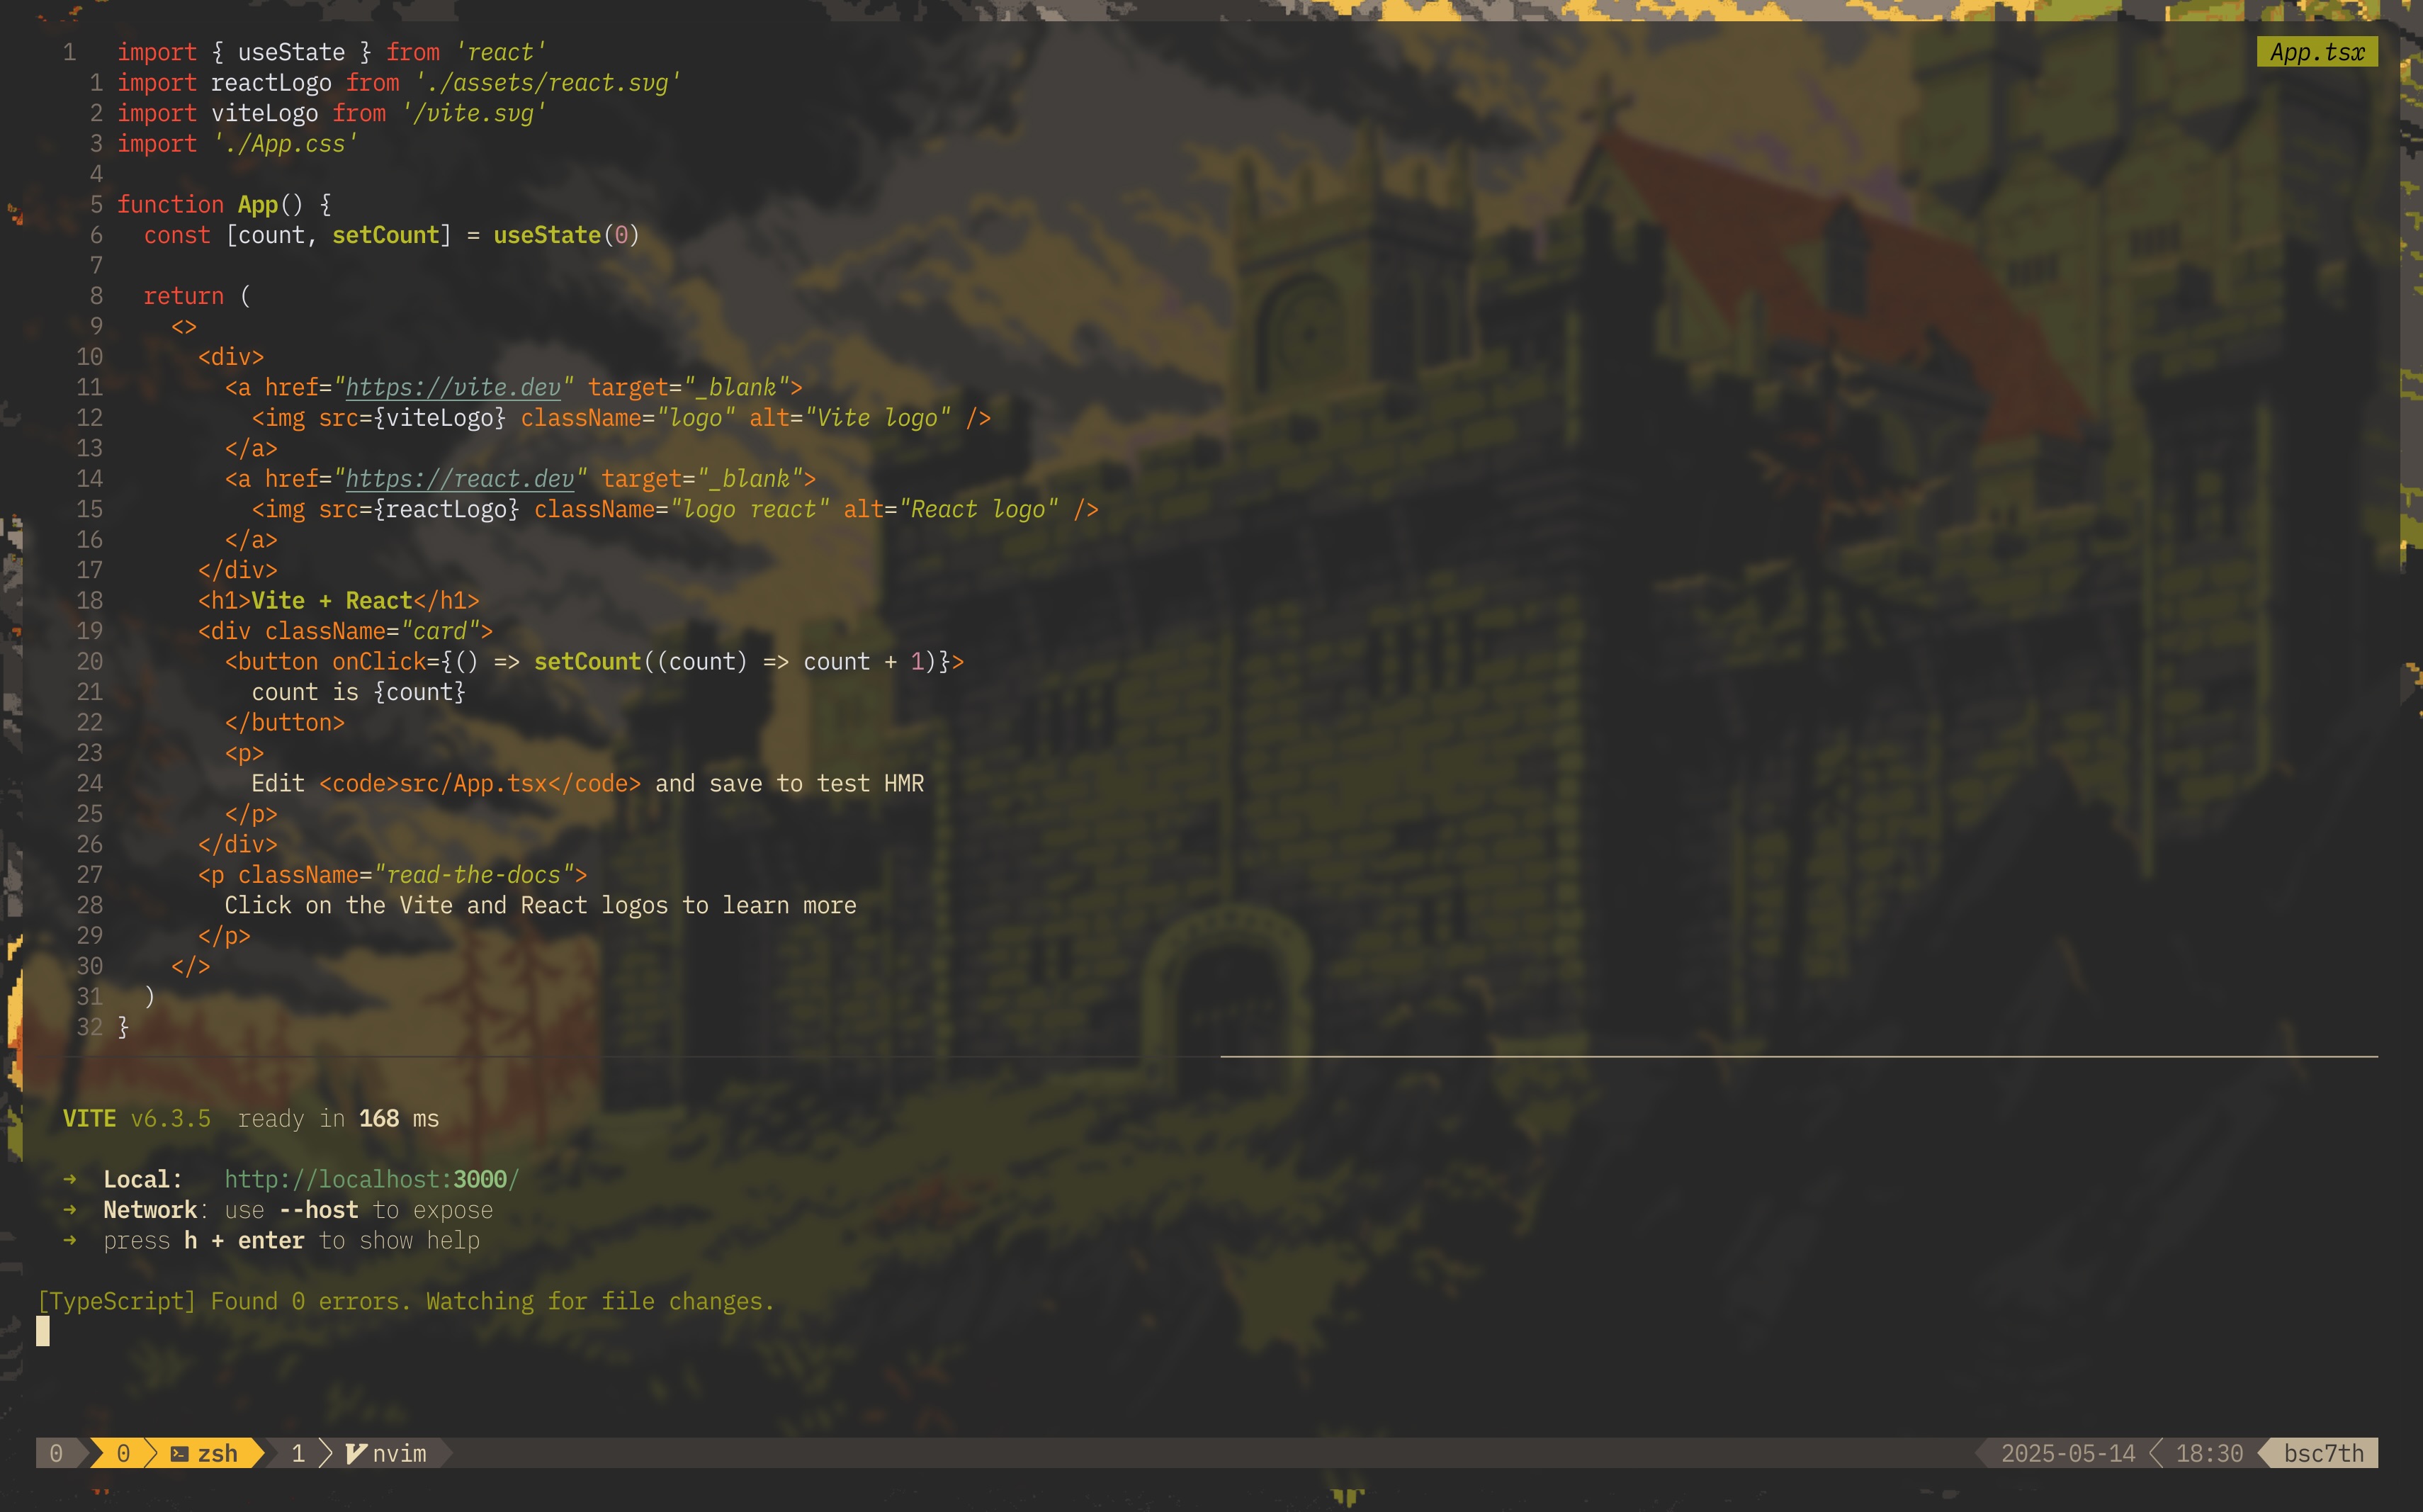 1   import { useState } from 'react'
App.tsx
  1 import reactLogo from './assets/react.svg'
  2 import viteLogo from '/vite.svg'
  3 import './App.css'
  4
  5 function App() {
  6   const [count, setCount] = useState(0)
  7
  8   return (
  9     <>
 10       <div>
 11         <a href="https://vite.dev" target="_blank">
 12           <img src={viteLogo} className="logo" alt="Vite logo" />
 13         </a>
 14         <a href="https://react.dev" target="_blank">
 15           <img src={reactLogo} className="logo react" alt="React logo" />
 16         </a>
 17       </div>
 18       <h1>Vite + React</h1>
 19       <div className="card">
 20         <button onClick={() => setCount((count) => count + 1)}>
 21           count is {count}
 22         </button>
 23         <p>
 24           Edit <code>src/App.tsx</code> and save to test HMR
 25         </p>
 26       </div>
 27       <p className="read-the-docs">
 28         Click on the Vite and React logos to learn more
 29       </p>
 30     </>
 31   )
 32 }
VITE v6.3.5  ready in 168 ms
➜  Local:   http://localhost:3000/
➜  Network: use --host to expose
➜  press h + enter to show help
[TypeScript] Found 0 errors. Watching for file changes.
0 0 zsh 1 nvim 2025-05-14 18:30 bsc7th